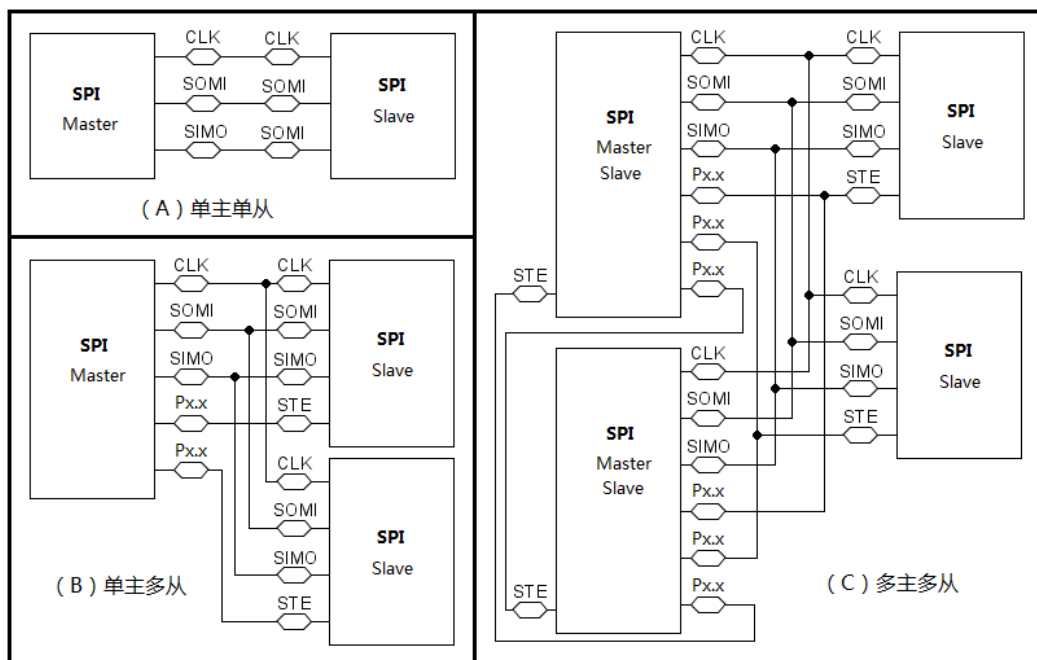 CLK CLK
SPI SPI
SOMI SOMI
Master Slave
SIMO SOMI
(A)单主单从
CLK CLK
SOMI SOMI
SPI SPI
SIMO SIMO
Master Slave
Px.x STE
Px.x
CLK
SOMI
SPI
SIMO
Slave
STE
(B)单主多从
CLK CLK
SOMI SOMI
SPI SPI
SIMO SIMO
Master Slave
Slave
Px.x STE
Px.x
Px.x
STE
CLK
SOMI
SPI
SIMO
Slave
STE
CLK
SOMI
SPI
SIMO
Master
Slave
Px.x
Px.x
Px.x
STE
(C)多主多从